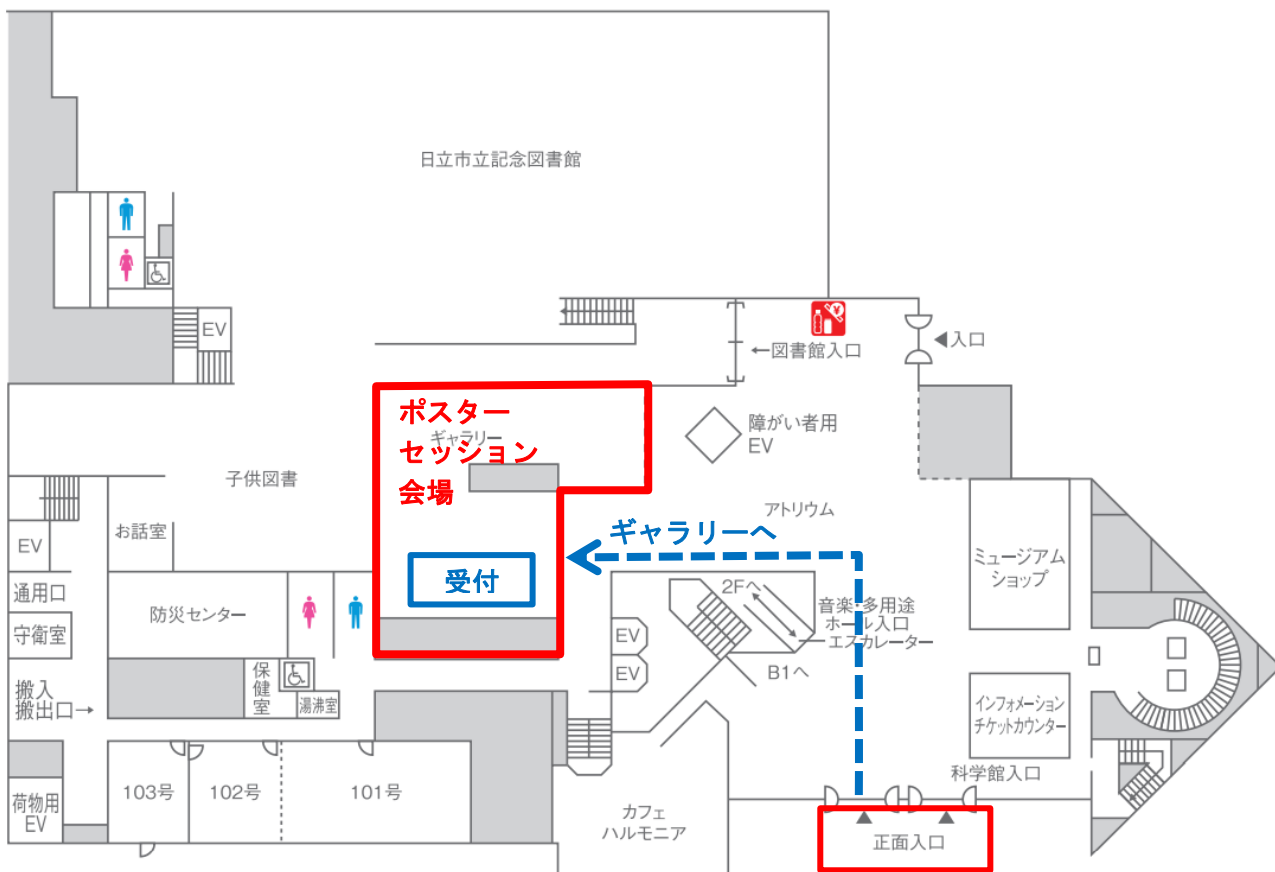 日立市立記念図書館
EV
←図書館入口
◀入口
ポスター
ギャラリー
セッション
会場
障がい者用
EV
子供図書
アトリウム
ギャラリーへ
お話室
EV
受付
ミュージアム
ショップ
通用口
守衛室
防災センター
2Fへ
音楽・多用途
ホール入口
エスカレーター
EV
EV
B1へ
保健室
湯沸室
搬入
搬出口→
インフォメーション
チケットカウンター
科学館入口
103号
102号
101号
荷物用
EV
カフェ
ハルモニア
正面入口
¥